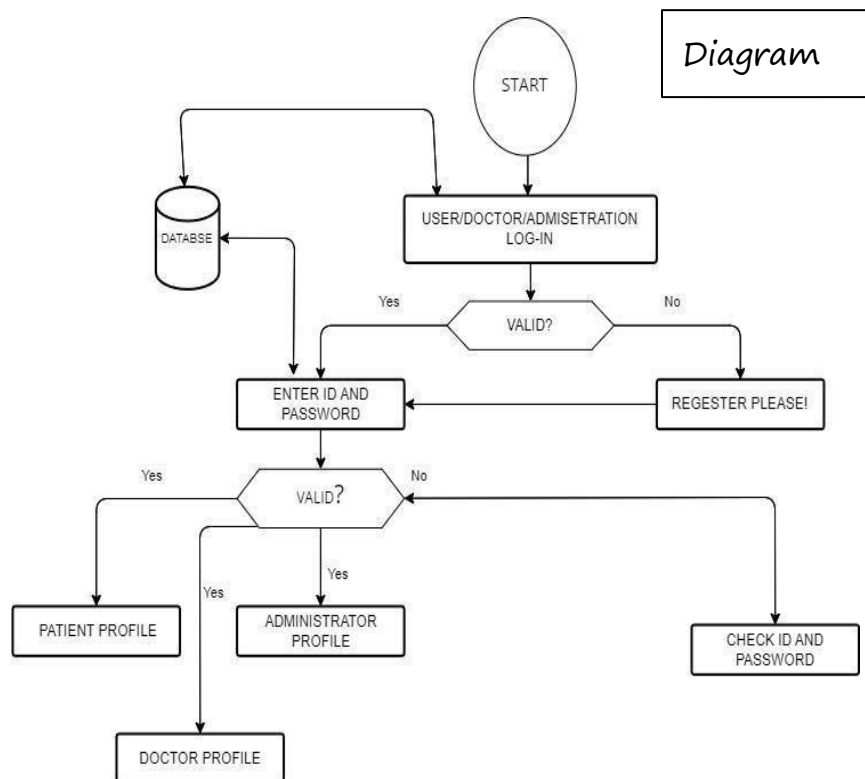 Diagram
START
USER/DOCTOR/ADMISETRATION
LOG-IN
DATABSE
Yes
No
VALID?
ENTER ID AND
PASSWORD
REGESTER PLEASE!
Yes
No
VALID?
Yes
Yes
PATIENT PROFILE
ADMINISTRATOR
PROFILE
CHECK ID AND
PASSWORD
DOCTOR PROFILE